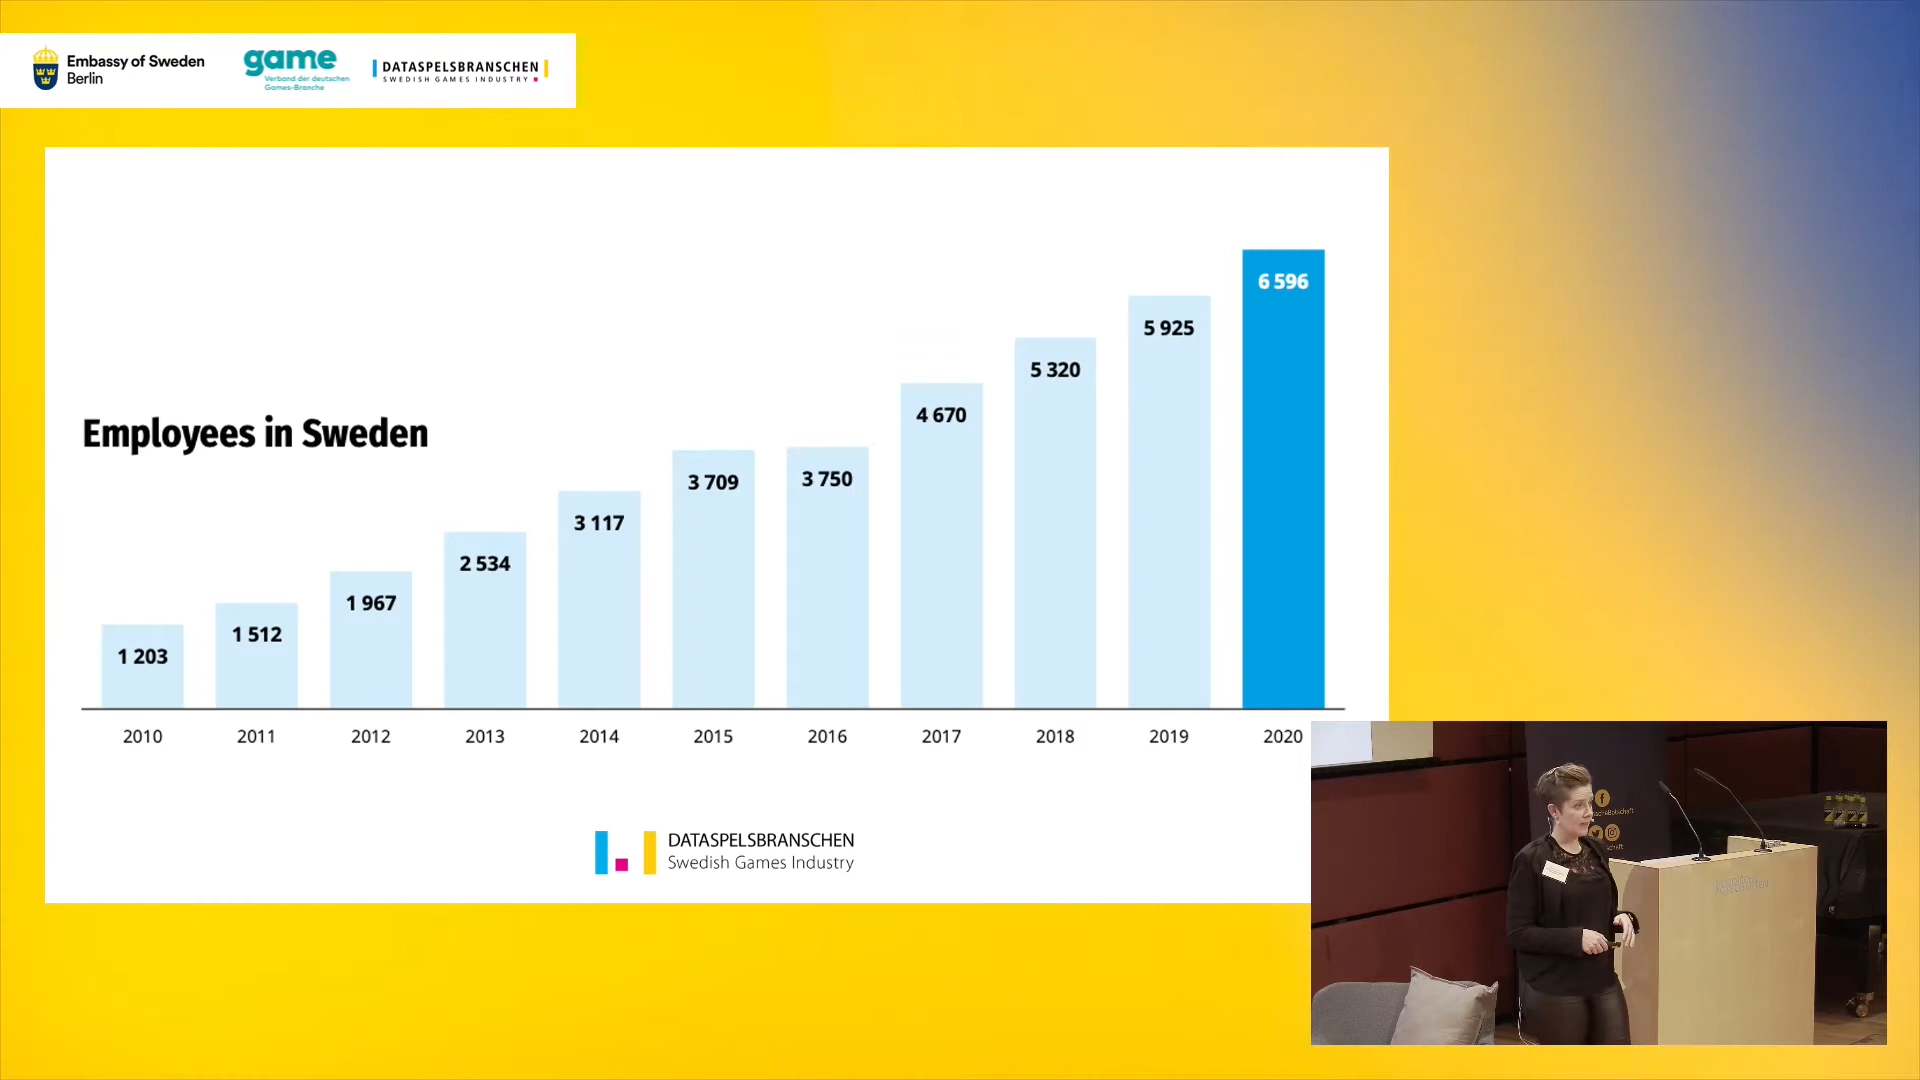 Embassy of Sweden
Berlin
game
Verband der deutschen
Games-Branche
DATASPELSBRANSCHEN
SWEDISH GAMES INDUSTRY
Employees in Sweden
1 203
1 512
1 967
2 534
3 117
3 709
3 750
4 670
5 320
5 925
6 596
2010
2011
2012
2013
2014
2015
2016
2017
2018
2019
2020
DATASPELSBRANSCHEN
Swedish Games Industry